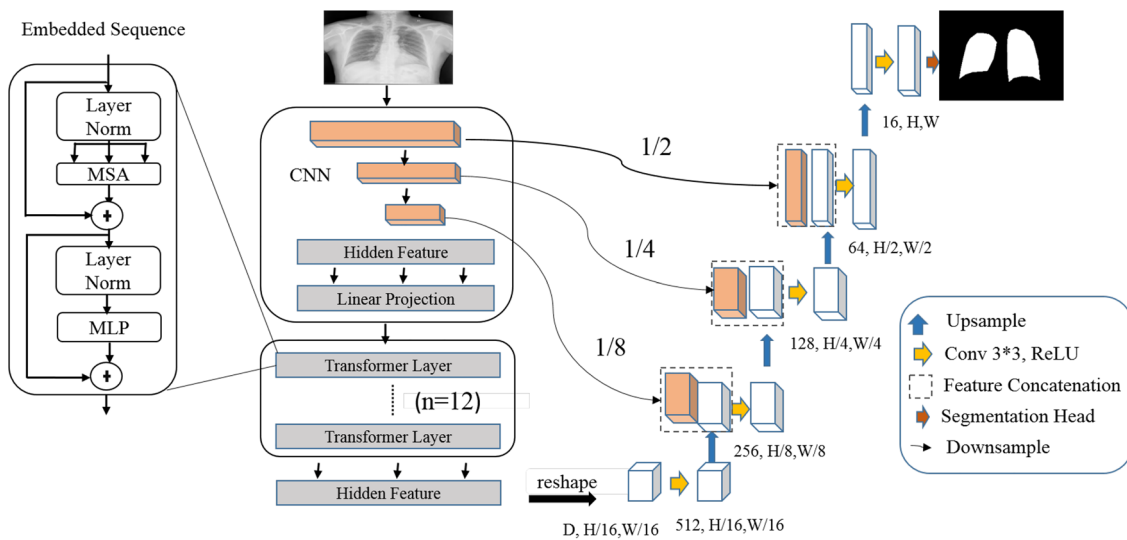 Embedded Sequence
Layer
Norm
MSA
+
Layer
Norm
MLP
+
CNN
Hidden Feature
Linear Projection
Transformer Layer
(n=12)
Transformer Layer
Hidden Feature
1/2
1/4
1/8
reshape
D, H/16,W/16
512, H/16,W/16
256, H/8,W/8
128, H/4,W/4
64, H/2,W/2
16, H,W
Upsample
Conv 3*3, ReLU
Feature Concatenation
Segmentation Head
Downsample